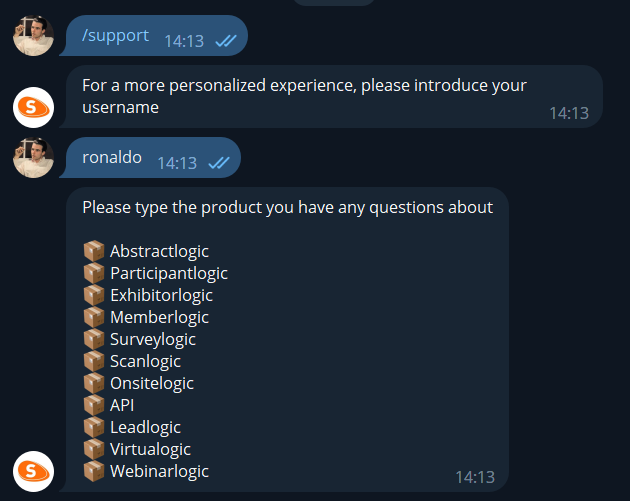 /support 14:13
For a more personalized experience, please introduce your
username 14:13
ronaldo 14:13
Please type the product you have any questions about
Abstractlogic
Participantlogic
Exhibitorlogic
Memberlogic
Surveylogic
Scanlogic
Onsitelogic
API
Leadlogic
Virtualogic
Webinarlogic 14:13
S
S